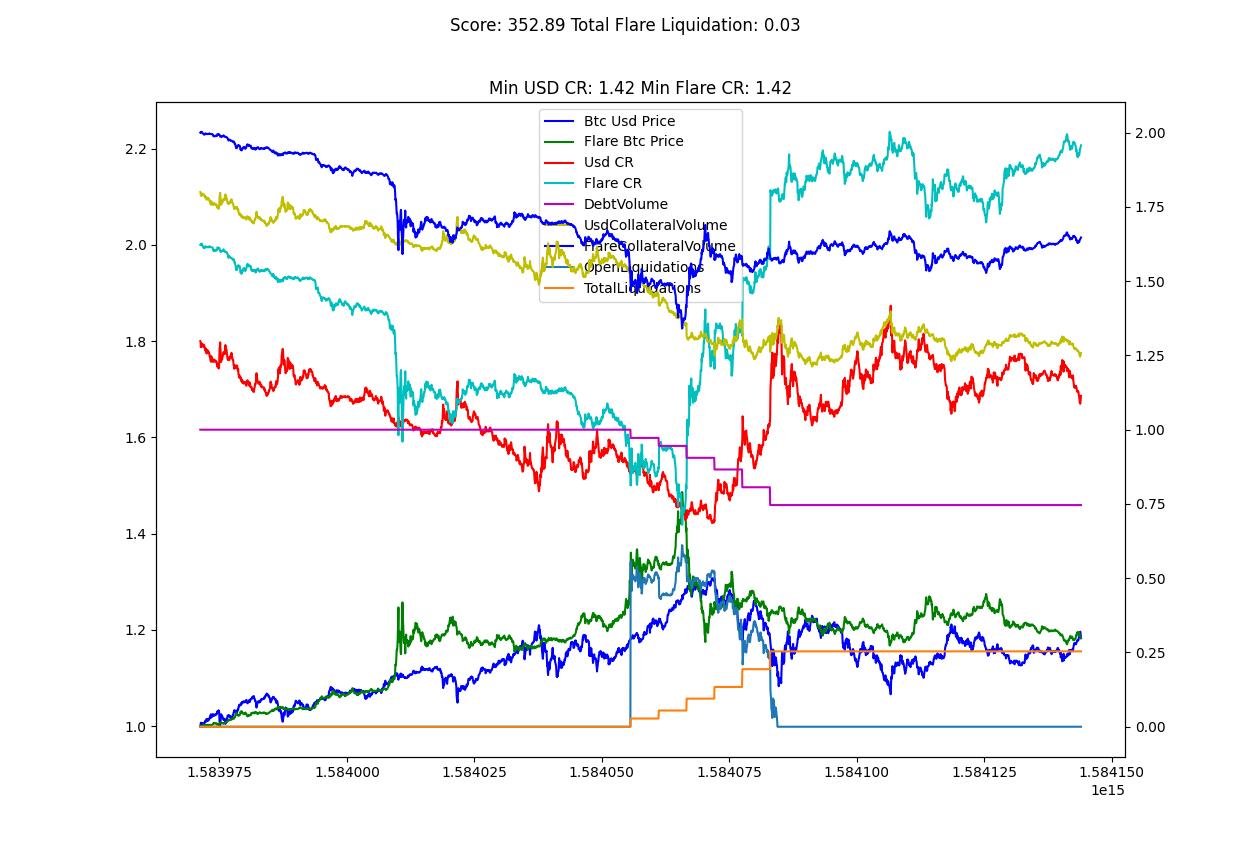 Score: 352.89 Total Flare Liquidation: 0.03
Min USD CR: 1.42 Min Flare CR: 1.42
Btc Usd Price
Flare Btc Price
Usd CR
Flare CR
DebtVolume
UsdCollateralVolume
FlareCollateralVolume
OpenLiquidations
TotalLiquidations
2.2
2.0
1.8
1.6
1.4
1.2
1.0
2.00
1.75
1.50
1.25
1.00
0.75
0.50
0.25
0.00
1.583975 1.584000 1.584025 1.584050 1.584075 1.584100 1.584125 1.584150
1e15